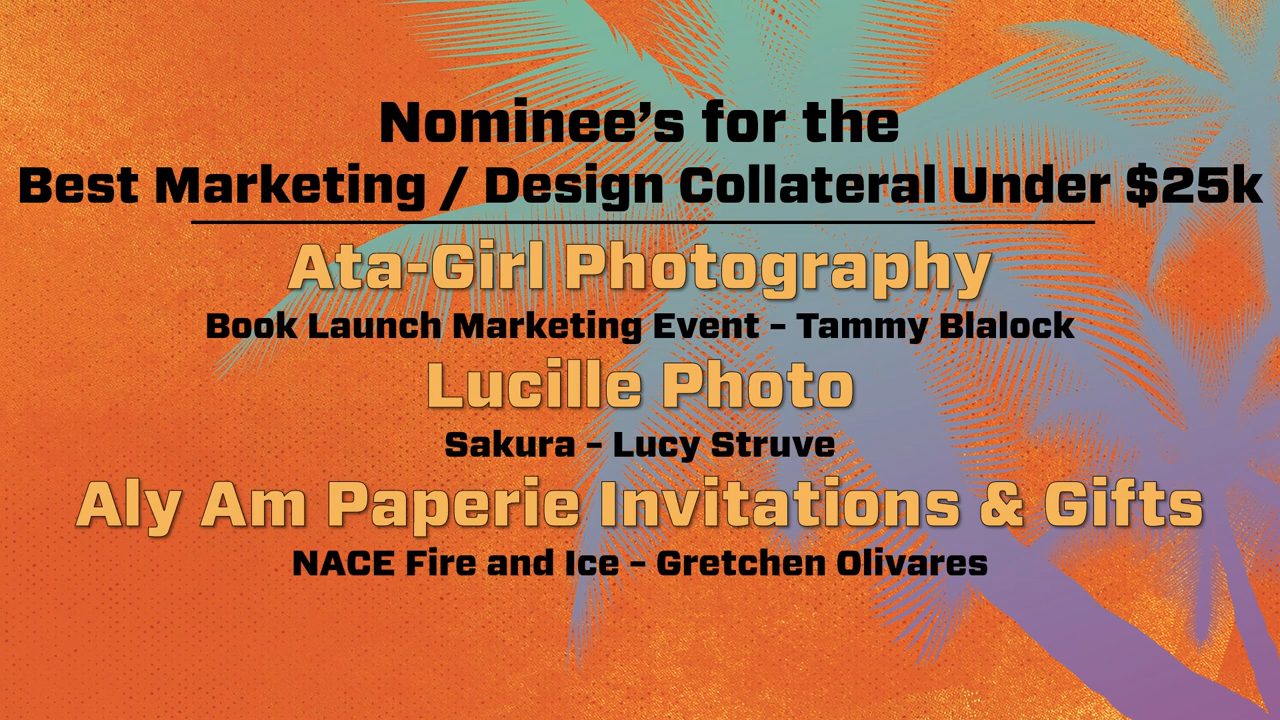 Nominee’s for the
Best Marketing / Design Collateral Under $25k
Ata-Girl Photography
Book Launch Marketing Event – Tammy Blalock
Lucille Photo
Sakura – Lucy Struve
Aly Am Paperie Invitations & Gifts
NACE Fire and Ice – Gretchen Olivares